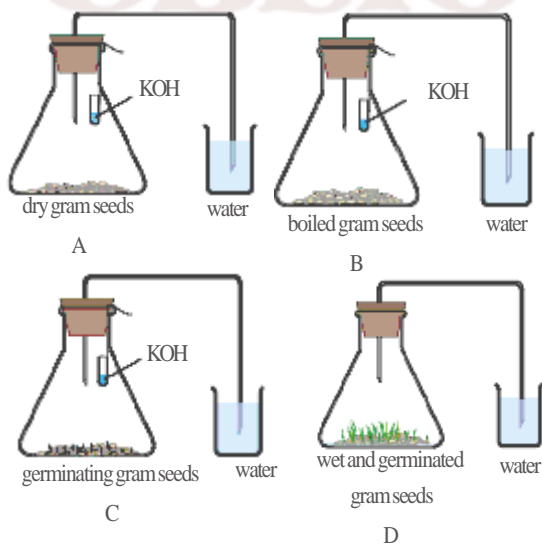 KOH
KOH
dry gram seeds
water
boiled gram seeds
water
A
B
KOH
germinating gram seeds
water
wet and germinated
gram seeds
water
C
D